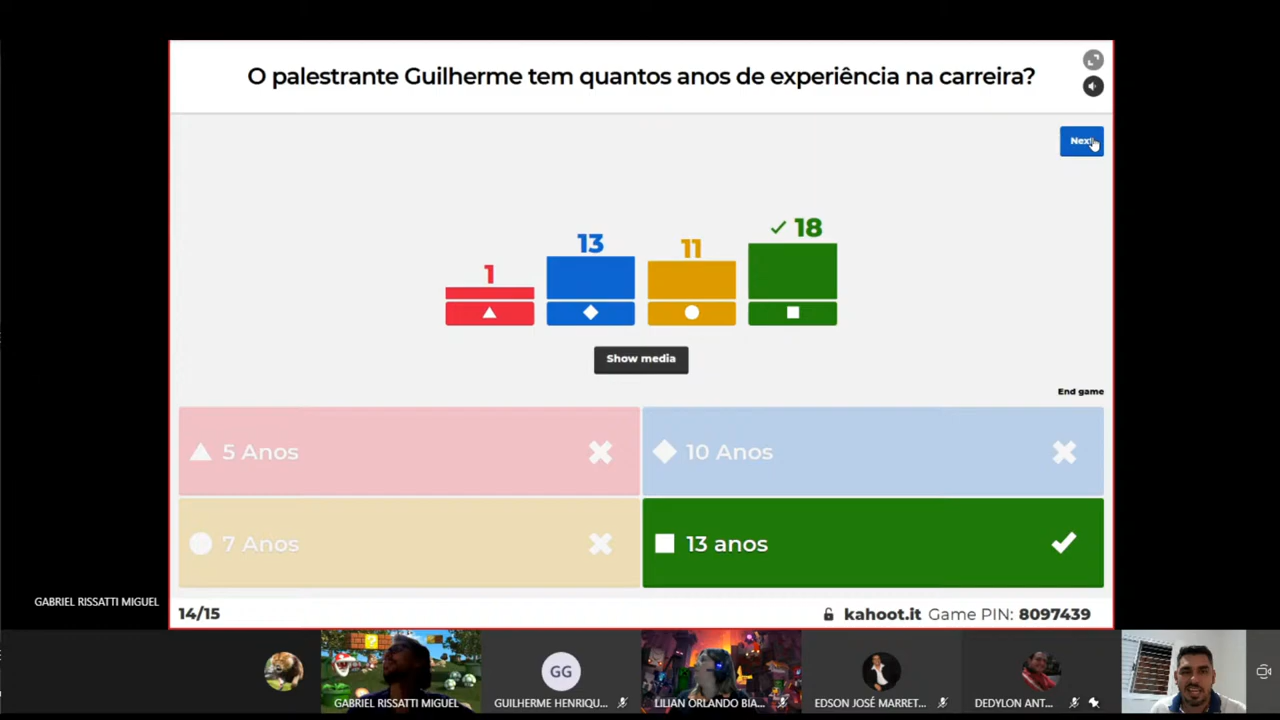 O palestrante Guilherme tem quantos anos de experiência na carreira?
Next
1
13
11
18
Show media
End game
5 Anos
10 Anos
7 Anos
13 anos
14/15
kahoot.it Game PIN: 8097439
GABRIEL RISSATTI MIGUEL
GG
GABRIEL RISSATTI MIGUEL
GUILHERME HENRIQU...
LILIAN ORLANDO BIA...
EDSON JOSÉ MARRET...
DEDYLON ANT...